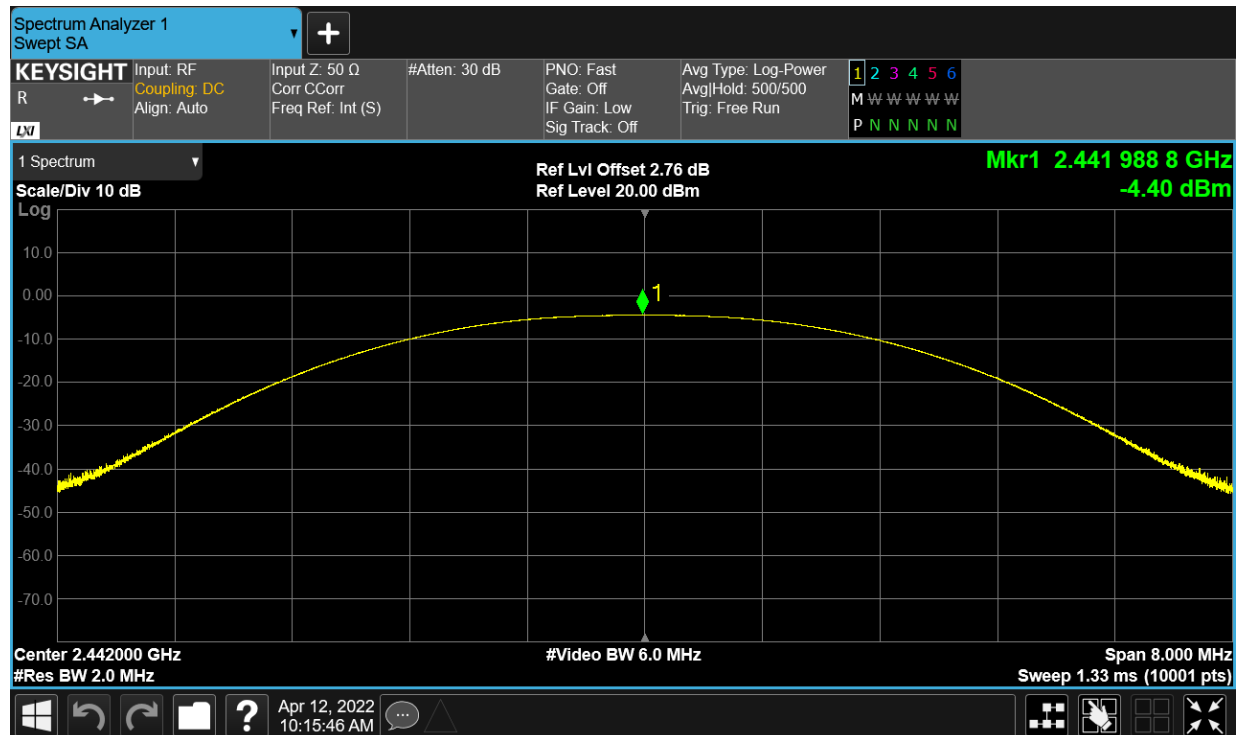 Spectrum Analyzer 1
Swept SA
KEYSIGHT
R
LXI
Input: RF
Coupling: DC
Align: Auto
Input Z: 50 Ω
Corr CCorr
Freq Ref: Int (S)
#Atten: 30 dB
PNO: Fast
Gate: Off
IF Gain: Low
Sig Track: Off
Avg Type: Log-Power
Avg|Hold: 500/500
Trig: Free Run
1 2 3 4 5 6
M W W W W W
P N N N N N
1 Spectrum
Scale/Div 10 dB
Log
Ref Lvl Offset 2.76 dB
Ref Level 20.00 dBm
Mkr1 2.441 988 8 GHz
-4.40 dBm
10.0
0.00
-10.0
-20.0
-30.0
-40.0
-50.0
-60.0
-70.0
1
Center 2.442000 GHz
#Res BW 2.0 MHz
#Video BW 6.0 MHz
Span 8.000 MHz
Sweep 1.33 ms (10001 pts)
?
Apr 12, 2022
10:15:46 AM